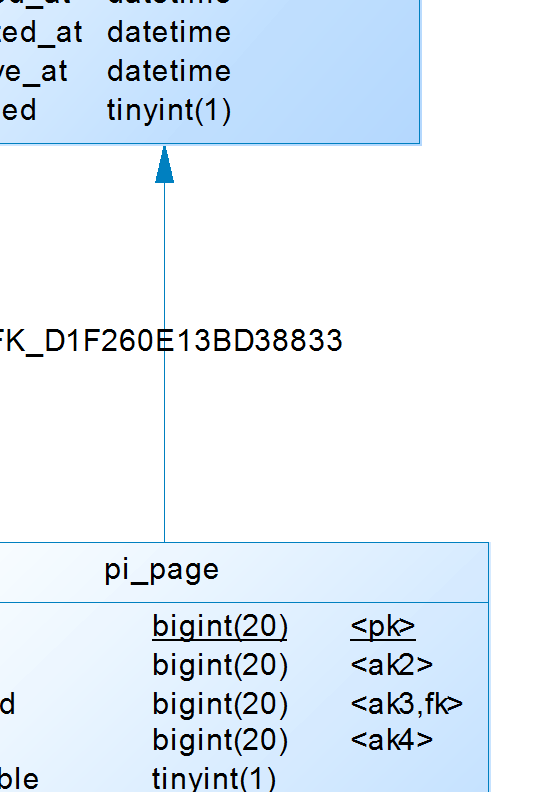 ed_at datetime
ted_at datetime
ve_at datetime
ed tinyint(1)
FK_D1F260E13BD38833
pi_page
bigint(20) <pk>
bigint(20) <ak2>
d bigint(20) <ak3,fk>
bigint(20) <ak4>
ble tinyint(1)